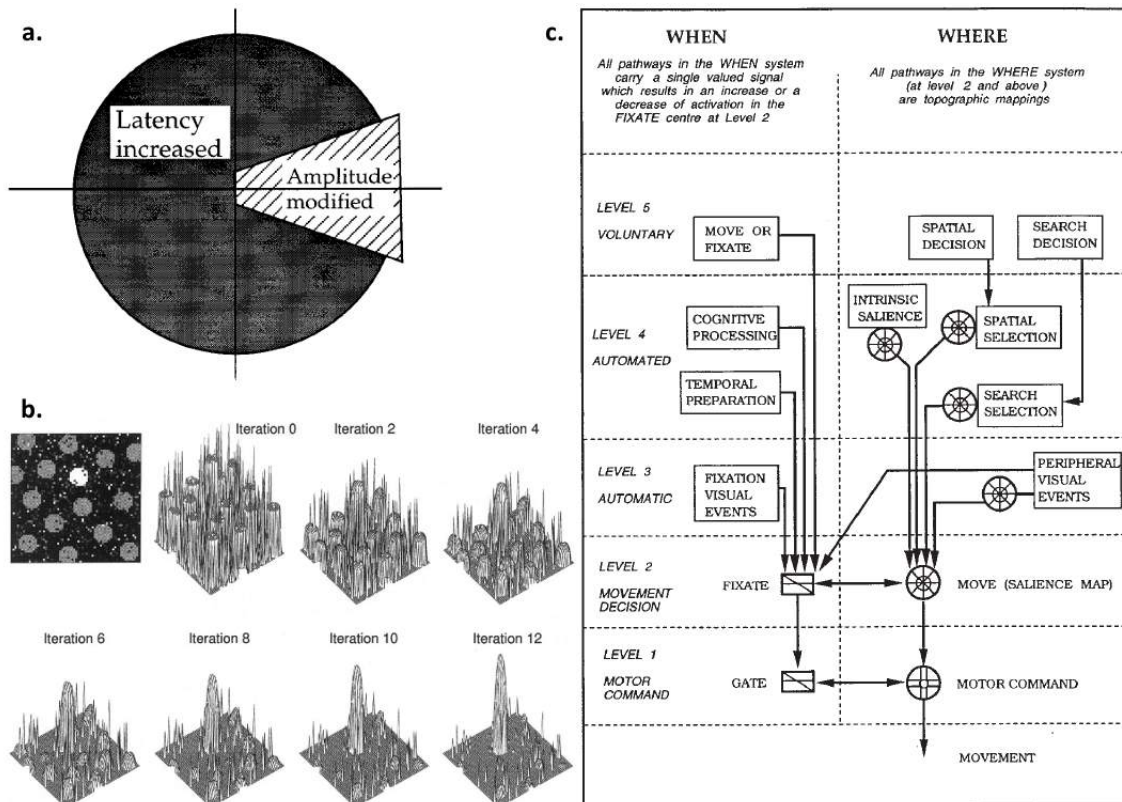 a.
Latency
increased
Amplitude
modified
b.
Iteration 0
Iteration 2
Iteration 4
Iteration 6
Iteration 8
Iteration 10
Iteration 12
c.
WHEN
All pathways in the WHEN system
carry a single valued signal
which results in an increase or a
decrease of activation in the
FIXATE centre at Level 2
WHERE
All pathways in the WHERE system
(at level 2 and above)
are topographic mappings
LEVEL 5
VOLUNTARY
MOVE OR
FIXATE
SPATIAL
DECISION
SEARCH
DECISION
LEVEL 4
AUTOMATED
COGNITIVE
PROCESSING
TEMPORAL
PREPARATION
INTRINSIC
SALIENCE
SPATIAL
SELECTION
SEARCH
SELECTION
LEVEL 3
AUTOMATIC
FIXATION
VISUAL
EVENTS
PERIPHERAL
VISUAL
EVENTS
LEVEL 2
MOVEMENT
DECISION
FIXATE
MOVE (SALIENCE MAP)
LEVEL 1
MOTOR
COMMAND
GATE
MOTOR COMMAND
MOVEMENT